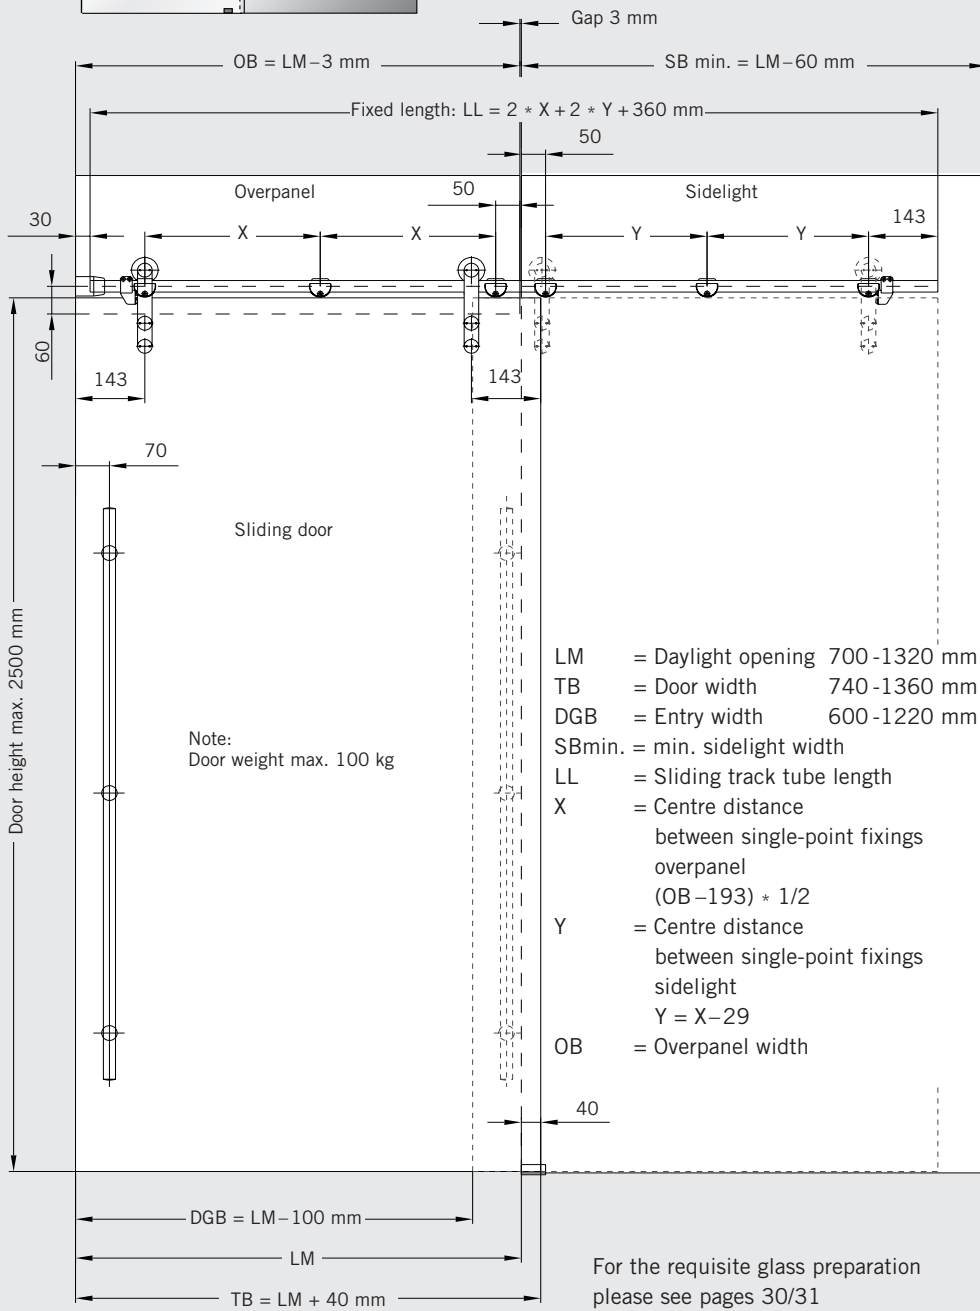 Gap 3 mm
OB = LM–3 mm
SB min. = LM–60 mm
Fixed length: LL = 2 * X + 2 * Y + 360 mm
50
Overpanel
50
Sidelight
30
X
X
Y
Y
143
60
143
143
70
Sliding door
Door height max. 2500 mm
Note:
Door weight max. 100 kg
LM = Daylight opening 700 -1320 mm
TB = Door width 740 -1360 mm
DGB = Entry width 600 -1220 mm
SBmin. = min. sidelight width
LL = Sliding track tube length
X = Centre distance
between single-point fixings
overpanel
(OB –193) * 1/2
Y = Centre distance
between single-point fixings
sidelight
Y = X–29
OB = Overpanel width
40
DGB = LM–100 mm
LM
TB = LM + 40 mm
For the requisite glass preparation
please see pages 30/31